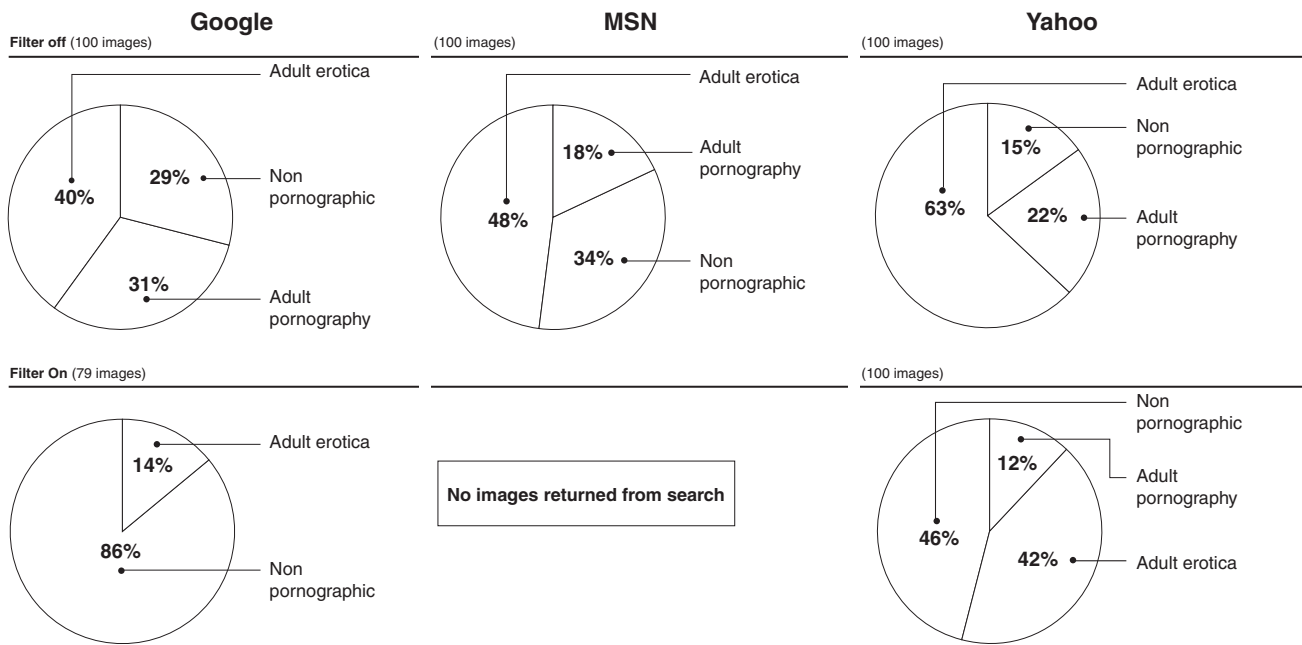 Google
MSN
Yahoo
Filter off (100 images)
(100 images)
(100 images)
Adult erotica
29%
Non
pornographic
40%
31%
Adult
pornography
Adult erotica
18%
Adult
pornography
48%
34%
Non
pornographic
Adult erotica
Non
pornographic
15%
63%
22%
Adult
pornography
Filter On (79 images)
(100 images)
Adult erotica
14%
86%
Non
pornographic
No images returned from search
Non
pornographic
12%
Adult
pornography
46%
42%
Adult erotica